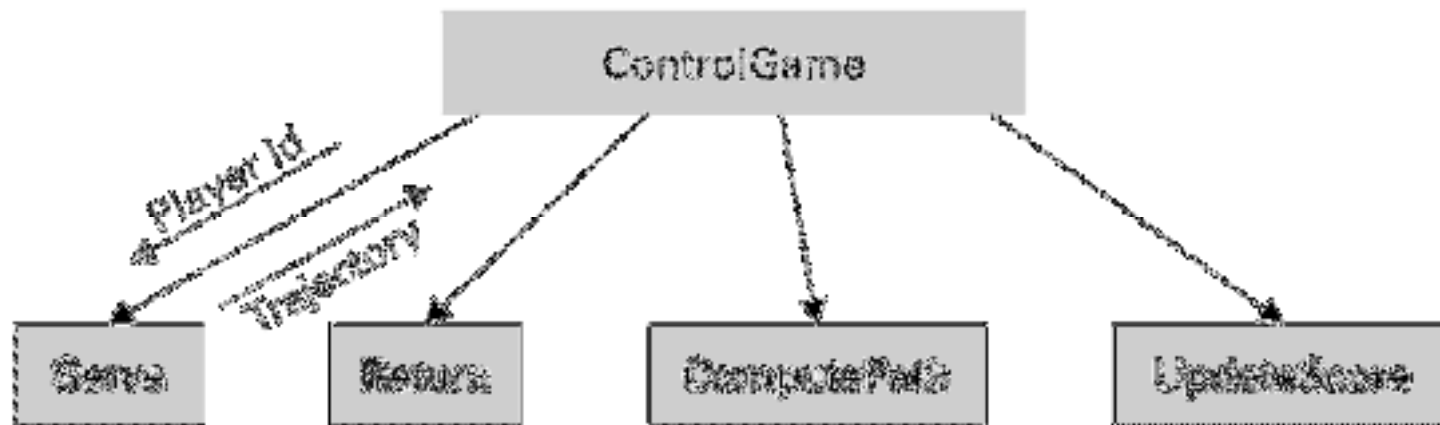 ControlGame
Player Id
Trajectory
Serve
Return
ComputePath
UpdateScore